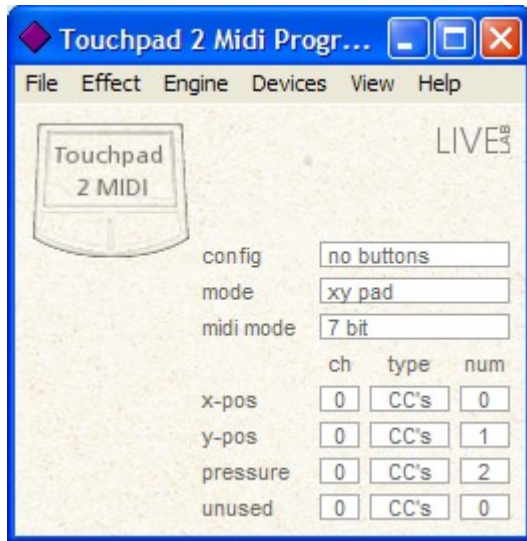 Touchpad 2 Midi Progr...
File Effect Engine Devices View Help
Touchpad
2 MIDI
LIVE LAB
config no buttons
mode xy pad
midi mode 7 bit
ch type num
x-pos 0 CC's 0
y-pos 0 CC's 1
pressure 0 CC's 2
unused 0 CC's 0